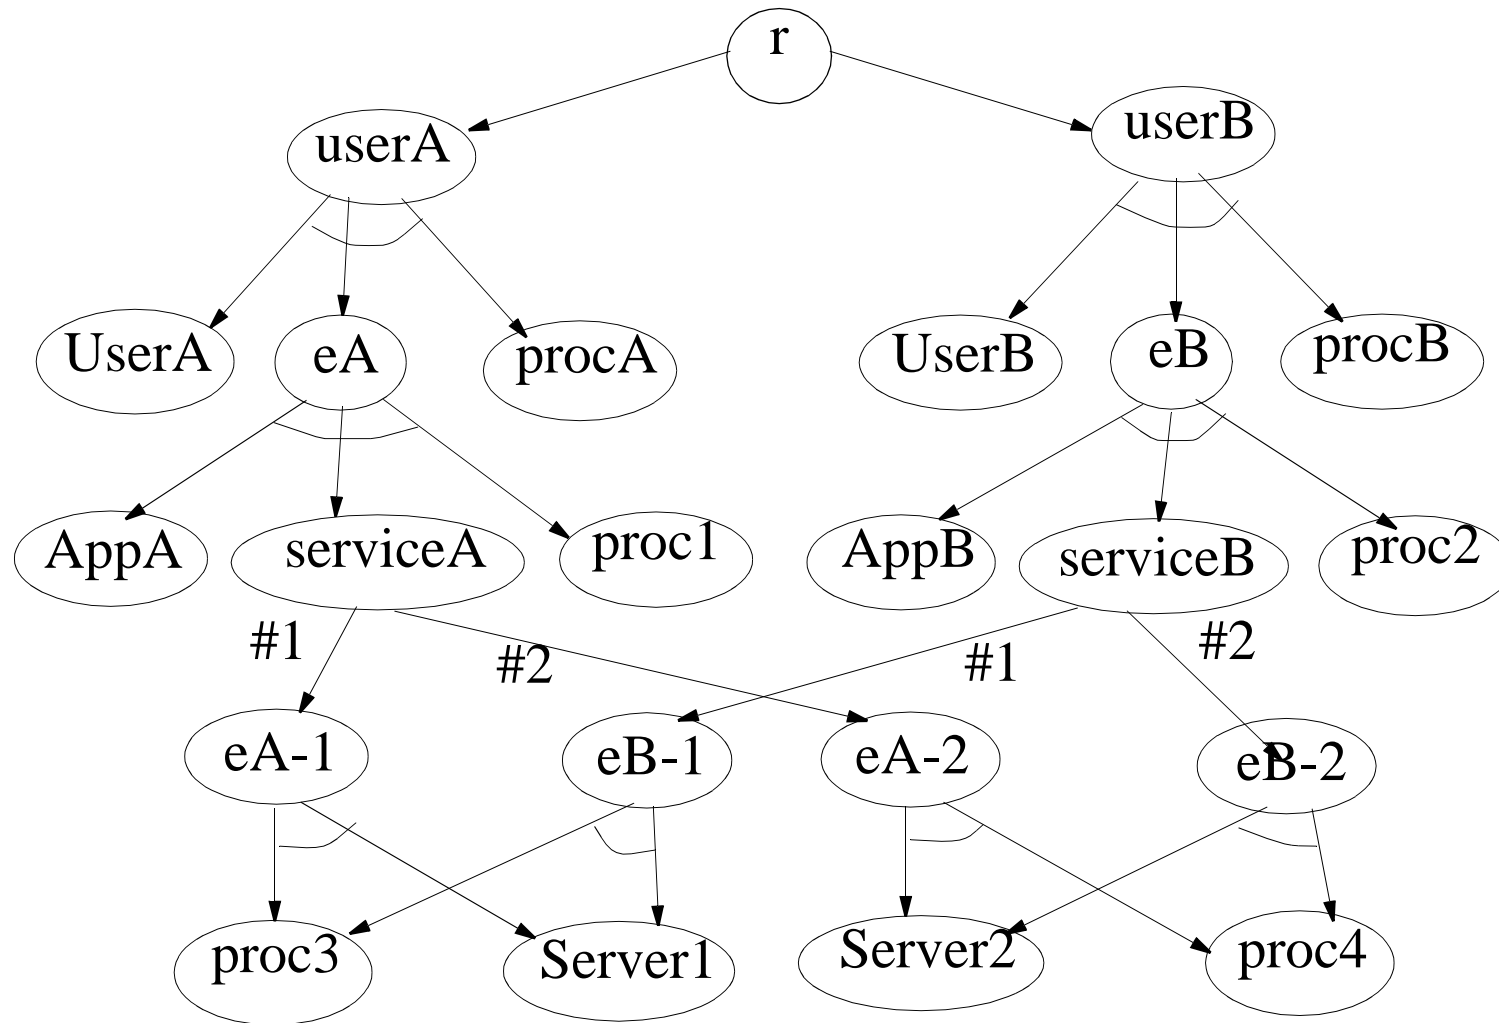 r
userA
userB
UserA
eA
procA
UserB
eB
procB
AppA
serviceA
proc1
AppB
serviceB
proc2
#1
#2
#1
#2
eA-1
eB-1
eA-2
eB-2
proc3
Server1
Server2
proc4